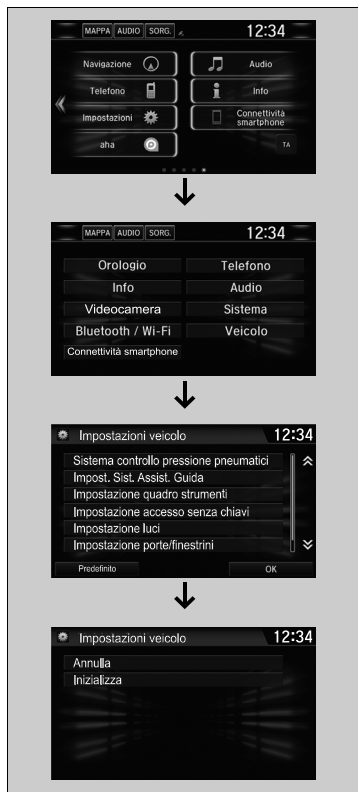 MAPPA AUDIO SORG. 12:34
Navigazione Audio
Telefono Info
Impostazioni Connettività smartphone
aha TA
MAPPA AUDIO SORG. 12:34
Orologio Telefono
Info Audio
Videocamera Sistema
Bluetooth / Wi-Fi Veicolo
Connettività smartphone
Impostazioni veicolo 12:34
Sistema controllo pressione pneumatici
Impost. Sist. Assist. Guida
Impostazione quadro strumenti
Impostazione accesso senza chiavi
Impostazione luci
Impostazione porte/finestrini
Predefinito OK
Impostazioni veicolo 12:34
Annulla
Inizializza